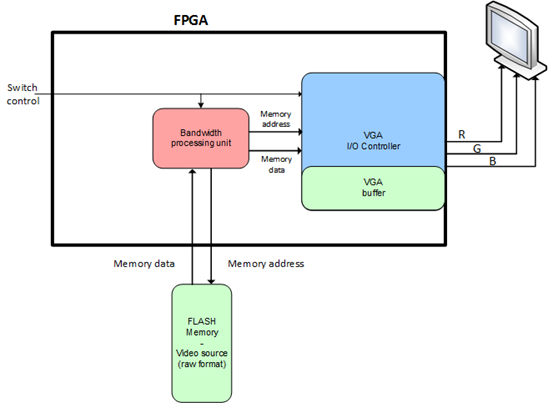 FPGA
Switch
control
Memory
address
Bandwidth
processing unit
Memory
data
VGA
I/O Controller
VGA
buffer
R
G
B
Memory data
Memory address
FLASH
Memory
-
Video source
(raw format)